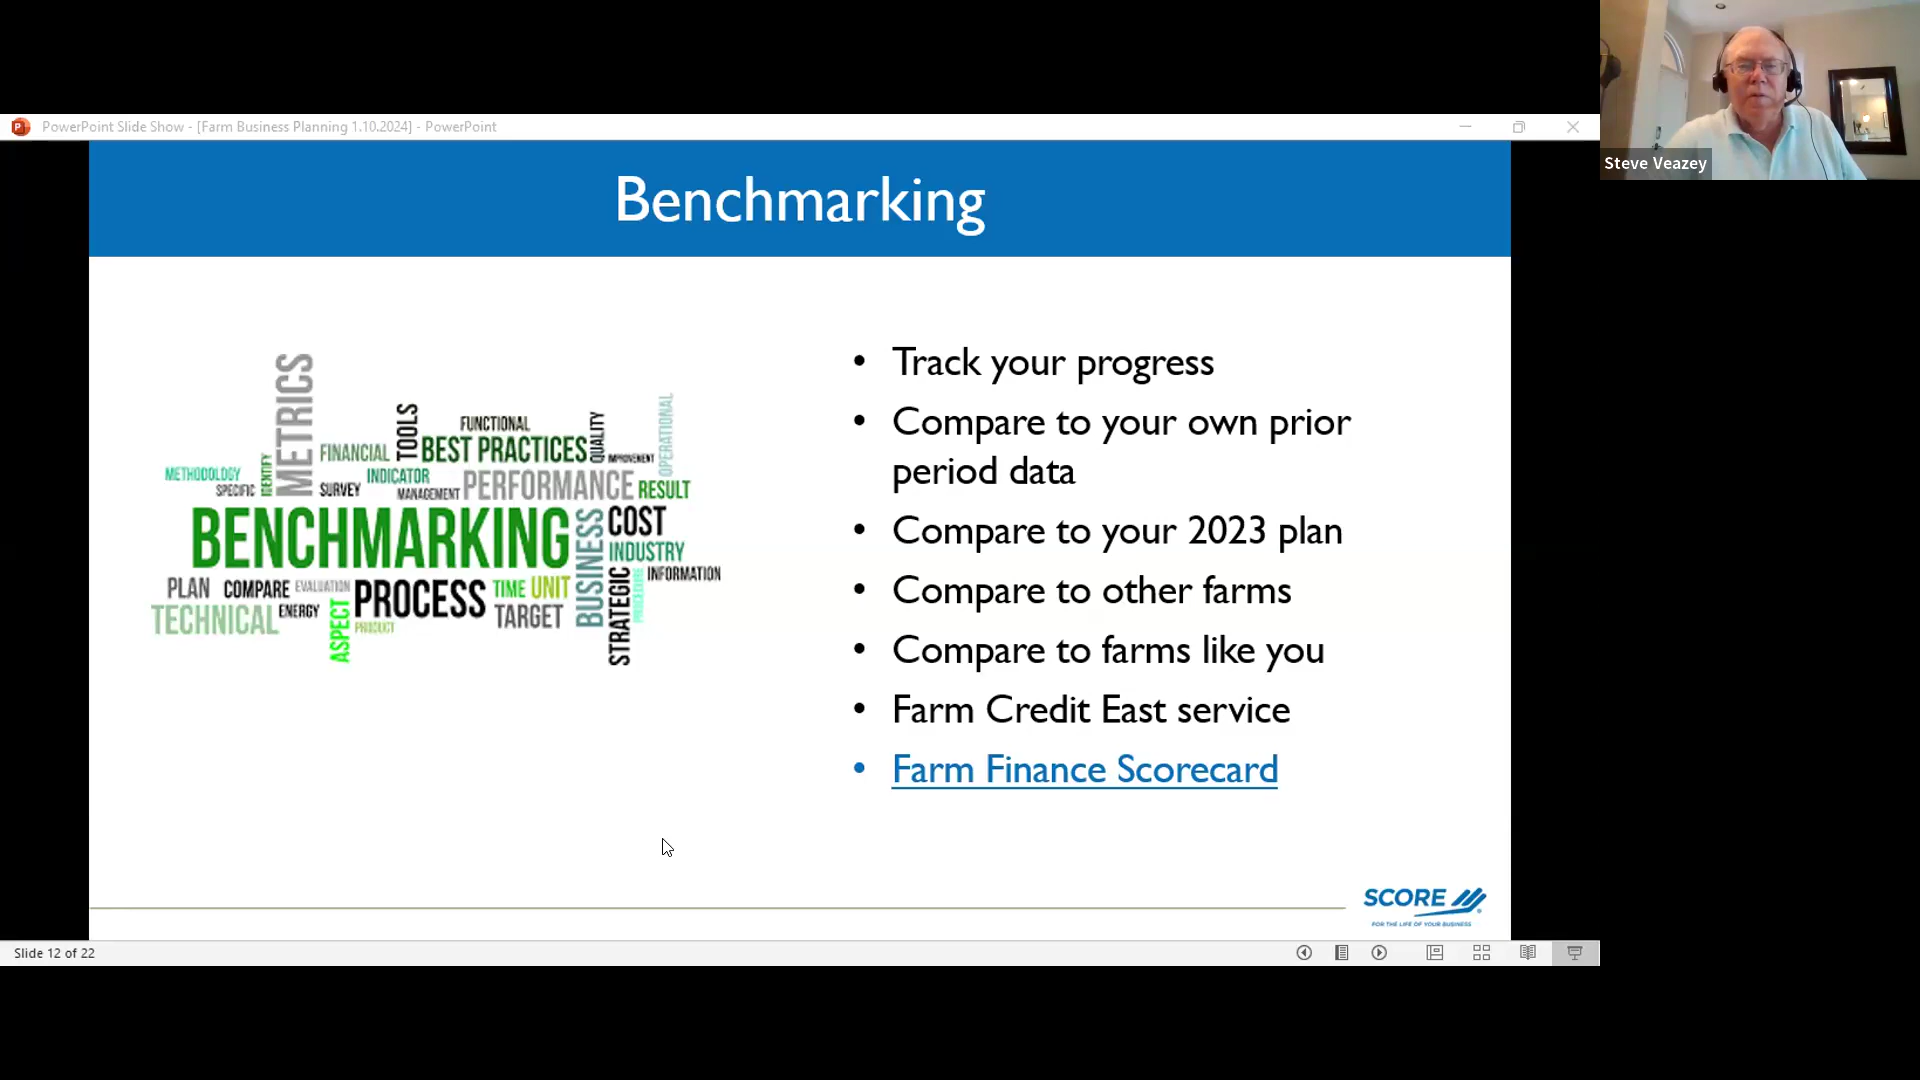 PowerPoint Slide Show - [Farm Business Planning 1.10.2024] - PowerPoint
Steve Veazey
Benchmarking
METRICS
TOOLS
FUNCTIONAL
QUALITY
OPERATIONAL
FINANCIAL
BEST PRACTICES
IMPROVEMENT
METHODOLOGY
IDENTIFY
INDICATOR
SPECIFIC
SURVEY
MANAGEMENT
PERFORMANCE
RESULT
BENCHMARKING
BUSINESS
COST
INDUSTRY
PLAN
COMPARE
EVALUATION
PROCESS
TIME
UNIT
STRATEGIC
PROCEDURE
INFORMATION
TECHNICAL
ENERGY
ASPECT
PRODUCT
TARGET
• Track your progress
• Compare to your own prior
period data
• Compare to your 2023 plan
• Compare to other farms
• Compare to farms like you
• Farm Credit East service
• Farm Finance Scorecard
SCORE
FOR THE LIFE OF YOUR BUSINESS
Slide 12 of 22